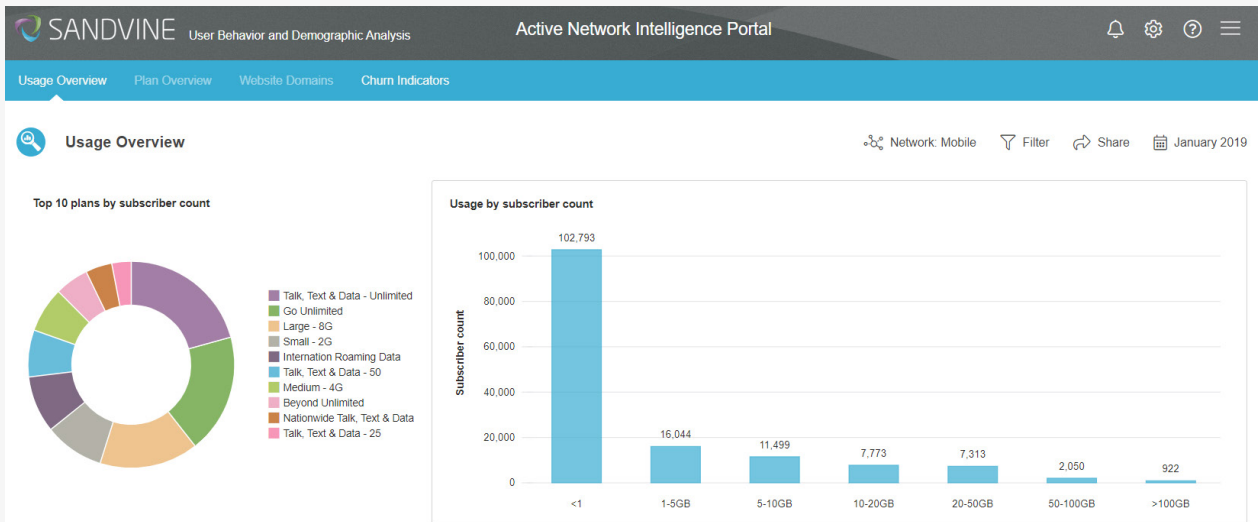 SANDVINE User Behavior and Demographic Analysis
Active Network Intelligence Portal
Usage Overview Plan Overview Website Domains Churn Indicators
Usage Overview
Network: Mobile Filter Share January 2019
Top 10 plans by subscriber count
Talk, Text & Data - Unlimited
Go Unlimited
Large - 8G
Small - 2G
Internation Roaming Data
Talk, Text & Data - 50
Medium - 4G
Beyond Unlimited
Nationwide Talk, Text & Data
Talk, Text & Data - 25
Usage by subscriber count
Subscriber count
100,000
80,000
60,000
40,000
20,000
0
102,793
16,044
11,499
7,773
7,313
2,050
922
<1 1-5GB 5-10GB 10-20GB 20-50GB 50-100GB >100GB